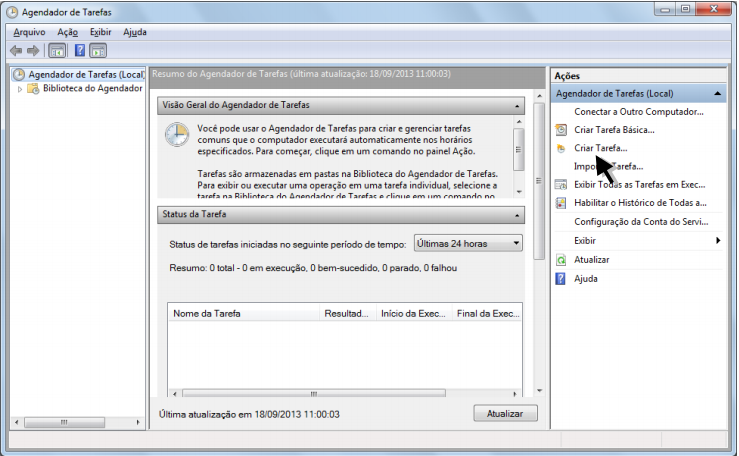 Agendador de Tarefas
Arquivo Ação Exibir Ajuda
Agendador de Tarefas (Local)
Biblioteca do Agendador
Resumo do Agendador de Tarefas (última atualização: 18/09/2013 11:00:03)
Visão Geral do Agendador de Tarefas
Você pode usar o Agendador de Tarefas para criar e gerenciar tarefas
comuns que o computador executará automaticamente nos horários
especificados. Para começar, clique em um comando no painel Ação.
Tarefas são armazenadas em pastas na Biblioteca do Agendador de Tarefas.
Para exibir ou executar uma operação em uma tarefa individual, selecione a
tarefa na Biblioteca do Agendador de Tarefas e clique em um comando no
Status da Tarefa
Status de tarefas iniciadas no seguinte período de tempo: Últimas 24 horas
Resumo: 0 total - 0 em execução, 0 bem-sucedido, 0 parado, 0 falhou
Nome da Tarefa Resultad... Início da Exec... Final da Exec...
Última atualização em 18/09/2013 11:00:03 Atualizar
Ações
Agendador de Tarefas (Local)
Conectar a Outro Computador...
Criar Tarefa Básica...
Criar Tarefa...
Tarefa...
Exibir Todas as Tarefas em Exec...
Habilitar o Histórico de Todas a...
Configuração da Conta do Servi...
Exibir
Atualizar
Ajuda